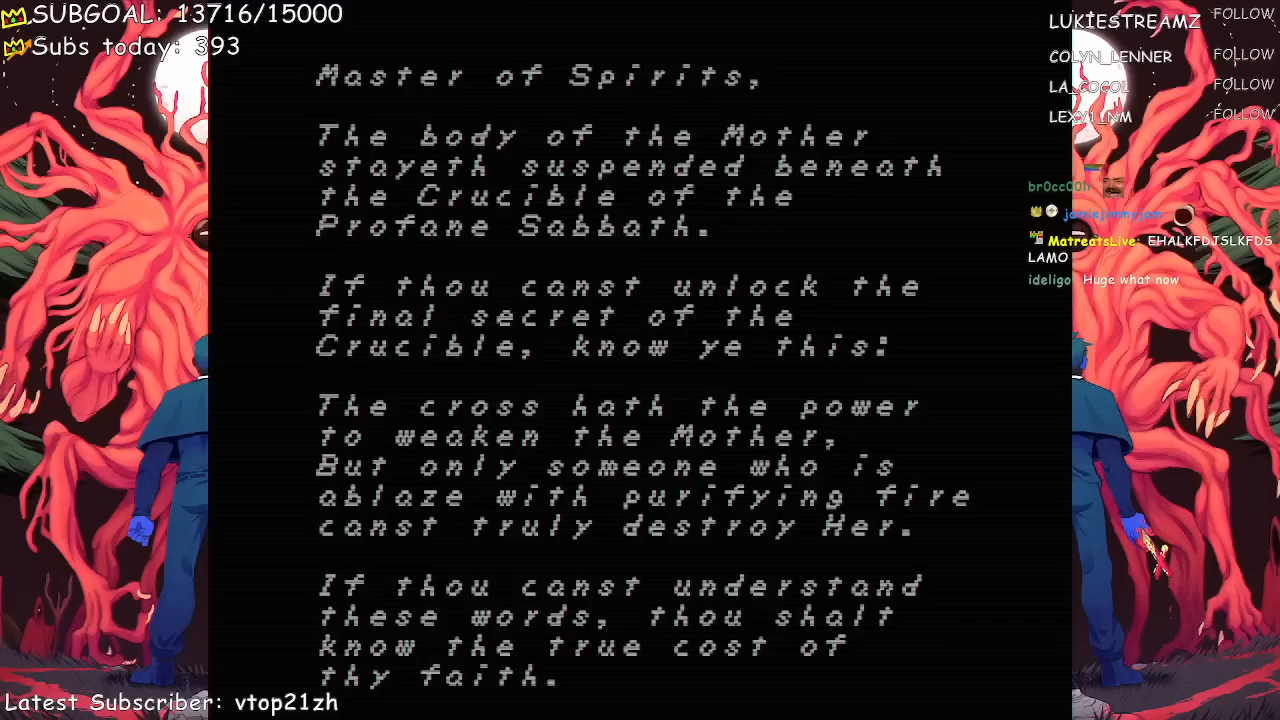 SUBGOAL: 13716/15000
Subs today: 393
Master of Spirits,
The body of the Mother
stayeth suspended beneath
the Crucible of the
Profane Sabbath.
If thou canst unlock the
final secret of the
Crucible, know ye this:
The cross hath the power
to weaken the Mother,
But only someone who is
ablaze with purifying fire
canst truly destroy Her.
If thou canst understand
these words, thou shalt
know the true cost of
thy faith.
LUKIESTREAMZ FOLLOW
COLYN_LENNER FOLLOW
LA_COCOL FOLLOW
LEXY1_NM FOLLOW
br0cc00li
jamiejimmyjam
MatreatsLive: EHALKFDJSLKFDS
LAMO
ideligo Huge what now
Latest Subscriber: vtop21zh